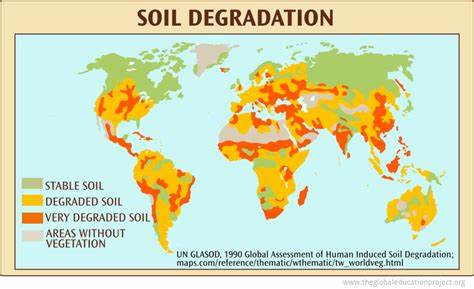 SOIL DEGRADATION
STABLE SOIL
DEGRADED SOIL
VERY DEGRADED SOIL
AREAS WITHOUT
VEGETATION
UN GLASOD, 1990 Global Assessment of Human Induced Soil Degradation;
maps.com/reference/thematic/wthematic/tw_worldveg.html
www.theglobaleducationproject.org